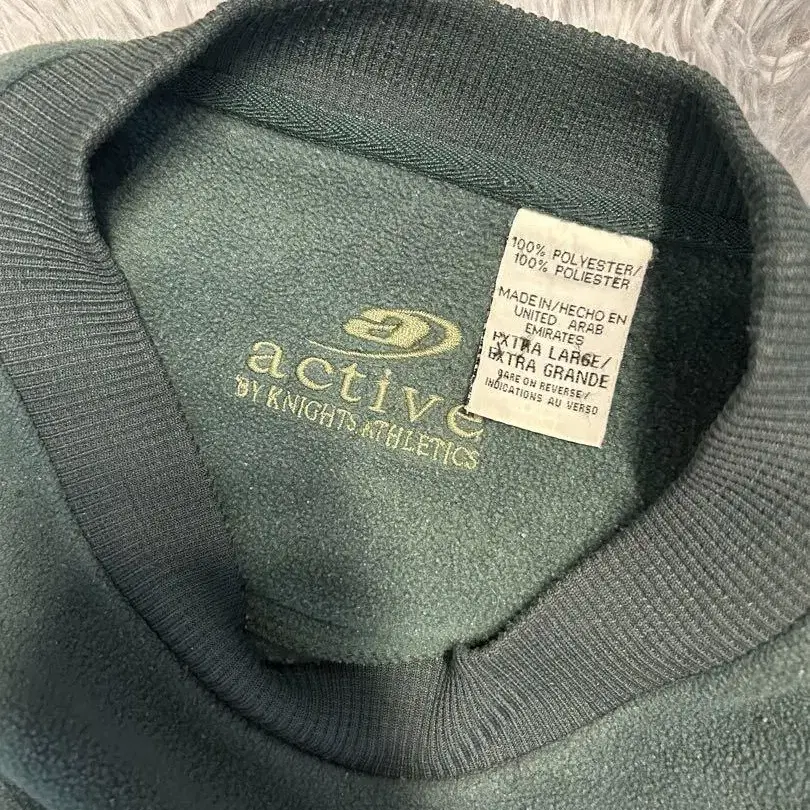 a
active
BY KNIGHTS ATHLETICS
100% POLYESTER/
100% POLIESTER
MADE IN/HECHO EN
UNITED ARAB
EMIRATES
EXTRA LARGE/
EXTRA GRANDE
CARE ON REVERSE/
INDICATIONS AU VERSO